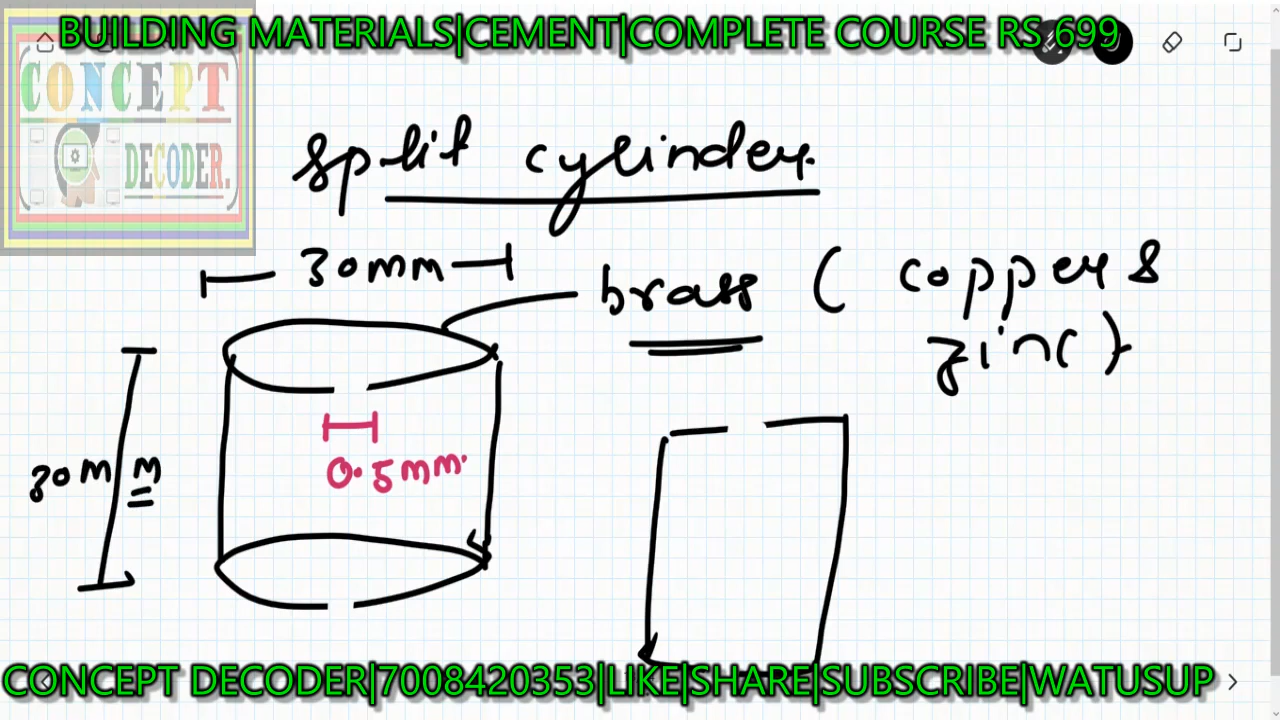 BUILDING MATERIALS|CEMENT|COMPLETE COURSE RS 699
CONCEPT
DECODER.
split cylinder.
30mm
brass ( copper &
zinc)
30mm
0.5mm.
CONCEPT DECODER|7008420353|LIKE|SHARE|SUBSCRIBE|WATUSUP